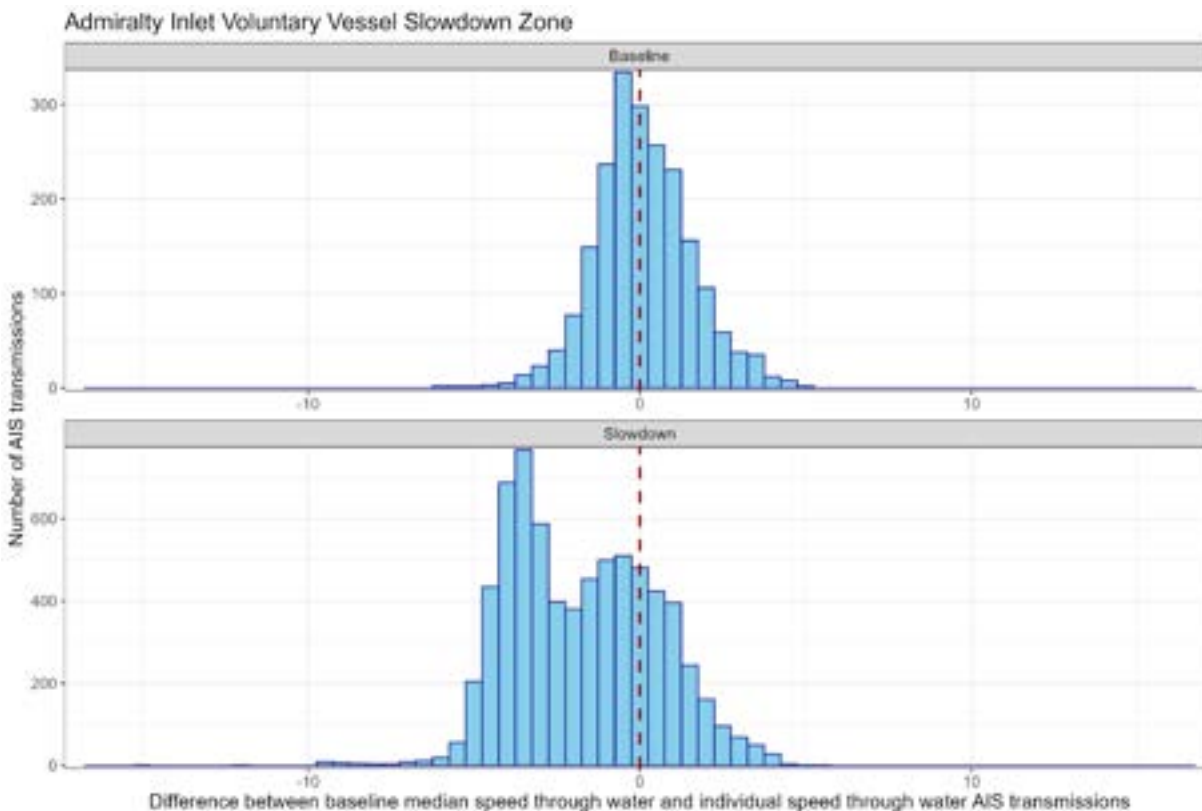 Admiralty Inlet Voluntary Vessel Slowdown Zone
Baseline
300
200
100
0
-10
0
10
Slowdown
600
400
200
0
-10
0
10
Number of AIS transmissions
Difference between baseline median speed through water and individual speed through water AIS transmissions